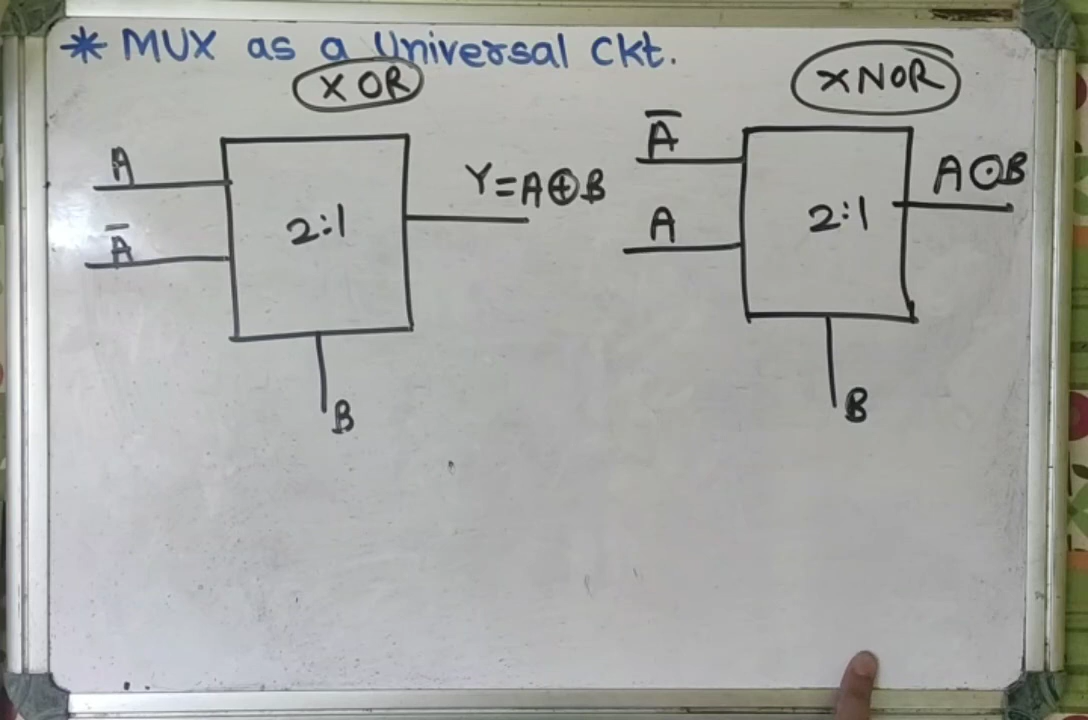 * MUX as a Universal Ckt.
XOR
A
Ā
2:1
Y=A⊕B
B
XNOR
Ā
A
2:1
A⊙B
B